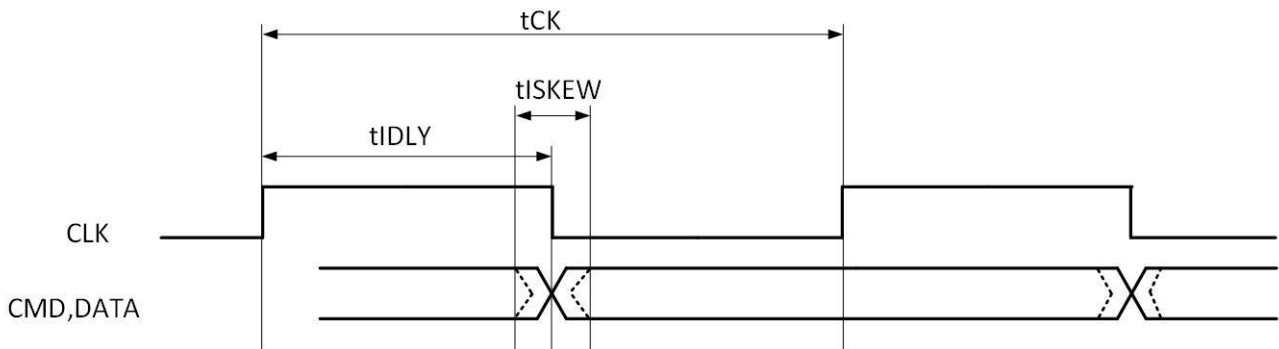 tCK
tISKEW
tIDLY
CLK
CMD,DATA